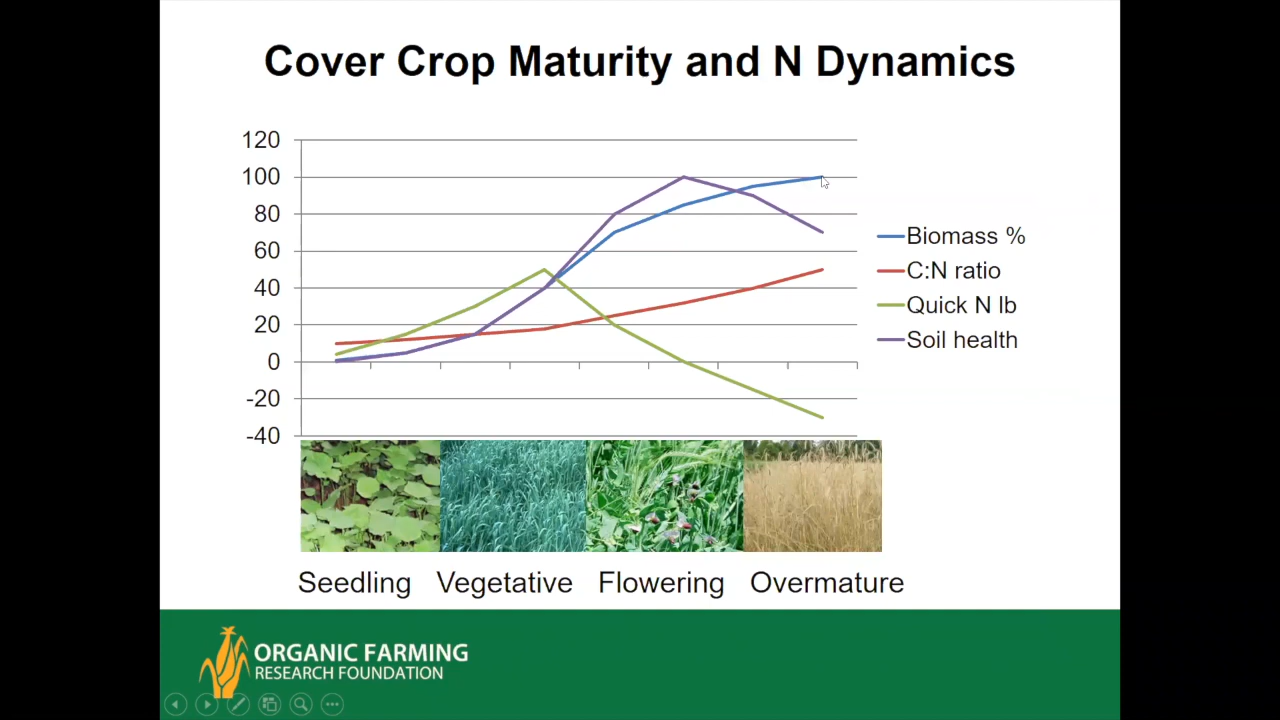 Cover Crop Maturity and N Dynamics
120
100
80
60
40
20
0
-20
-40
Biomass %
C:N ratio
Quick N lb
Soil health
Seedling Vegetative Flowering Overmature
ORGANIC FARMING
RESEARCH FOUNDATION